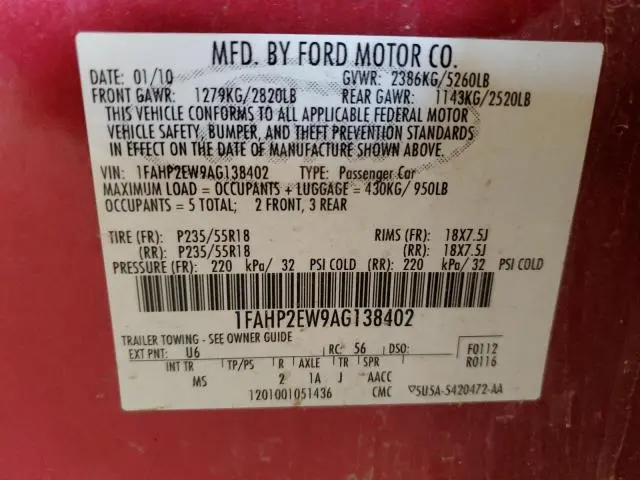 MFD. BY FORD MOTOR CO.
DATE: 01/10 GVWR: 2386KG/5260LB
FRONT GAWR: 1279KG/2820LB REAR GAWR: 1143KG/2520LB
THIS VEHICLE CONFORMS TO ALL APPLICABLE FEDERAL MOTOR
VEHICLE SAFETY, BUMPER, AND THEFT PREVENTION STANDARDS
IN EFFECT ON THE DATE OF MANUFACTURE SHOWN ABOVE.
VIN: 1FAHP2EW9AG138402 TYPE: Passenger Car
MAXIMUM LOAD = OCCUPANTS + LUGGAGE = 430KG/ 950LB
OCCUPANTS = 5 TOTAL; 2 FRONT, 3 REAR
TIRE (FR): P235/55R18 RIMS (FR): 18X7.5J
(RR): P235/55R18 (RR): 18X7.5J
PRESSURE (FR): 220 kPa/ 32 PSI COLD (RR): 220 kPa/ 32 PSI COLD
1FAHP2EW9AG138402
TRAILER TOWING - SEE OWNER GUIDE
EXT PNT: U6 RC: 56 DSO: F0112
INT TR TP/PS R AXLE TR SPR R0116
MS 2 1A J AACC
1201001051436 CMC 5U5A-5420472-AA